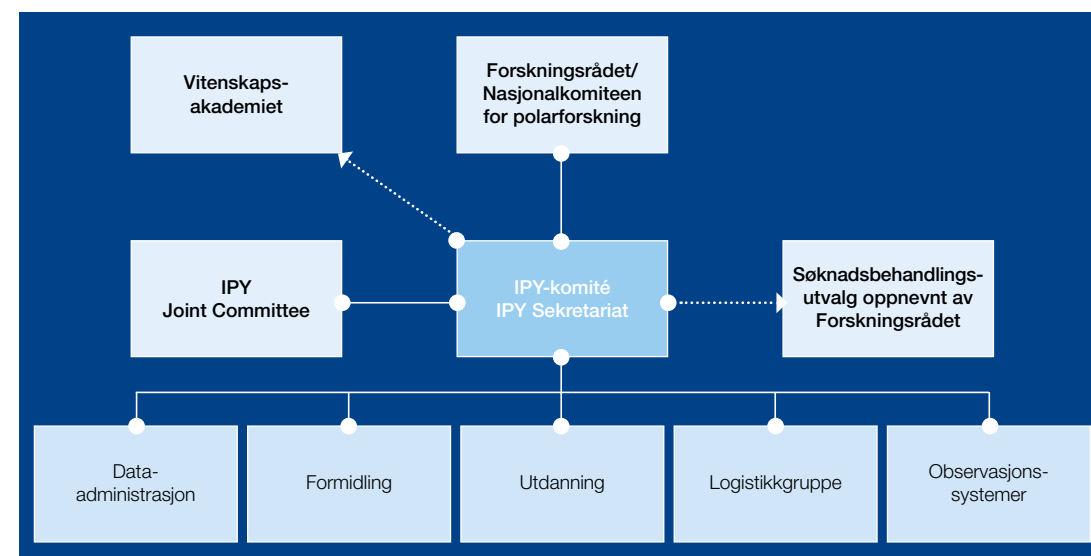 Vitenskaps-
akademiet
Forskningsrådet/
Nasjonalkomiteen
for polarforskning
IPY
Joint Committee
IPY-komité
IPY Sekretariat
Søknadsbehandlings-
utvalg oppnevnt av
Forskningsrådet
Data-
administrasjon
Formidling
Utdanning
Logistikkgruppe
Observasjons-
systemer